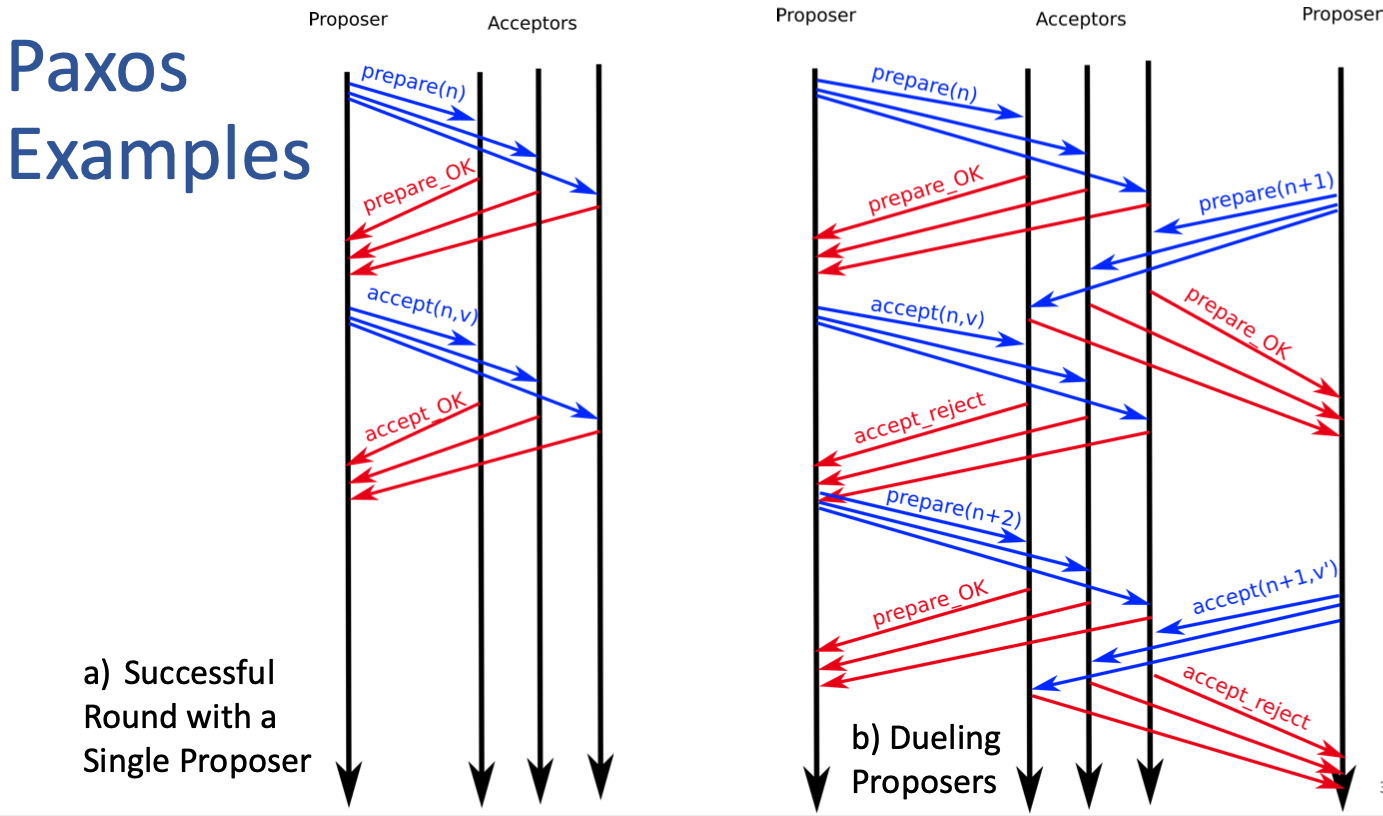 Paxos
Examples
Proposer
Acceptors
prepare(n)
prepare_OK
accept(n,v)
accept_OK
a) Successful
Round with a
Single Proposer
Proposer
Acceptors
Proposer
prepare(n)
prepare_OK
prepare(n+1)
accept(n,v)
prepare_OK
accept_reject
prepare(n+2)
prepare_OK
accept(n+1,v')
accept_reject
b) Dueling
Proposers